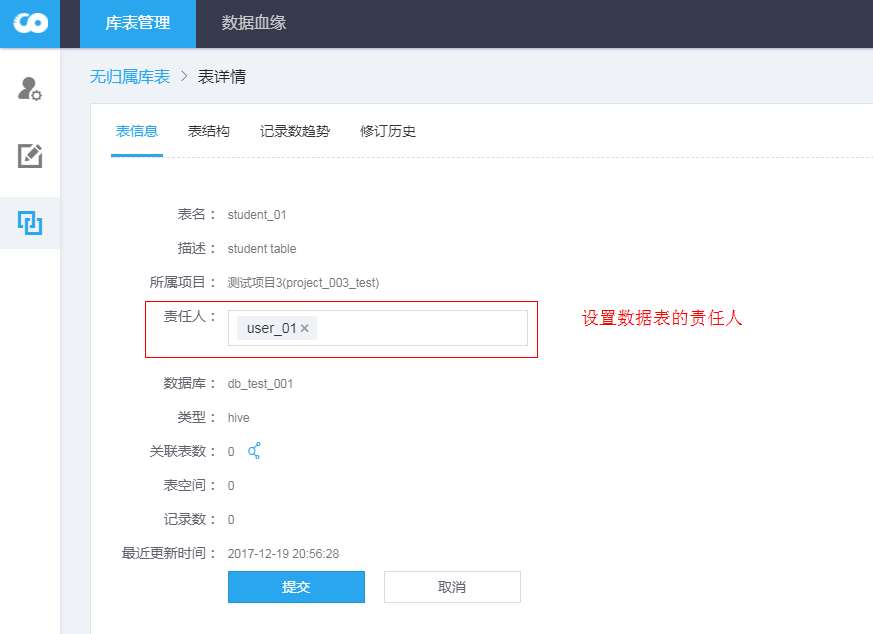 库表管理 数据血缘
无归属库表 > 表详情
表信息 表结构 记录数趋势 修订历史
表名： student_01
描述： student table
所属项目： 测试项目3(project_003_test)
责任人： user_01 × 设置数据表的责任人
数据库： db_test_001
类型： hive
关联表数： 0
表空间： 0
记录数： 0
最近更新时间： 2017-12-19 20:56:28
提交 取消